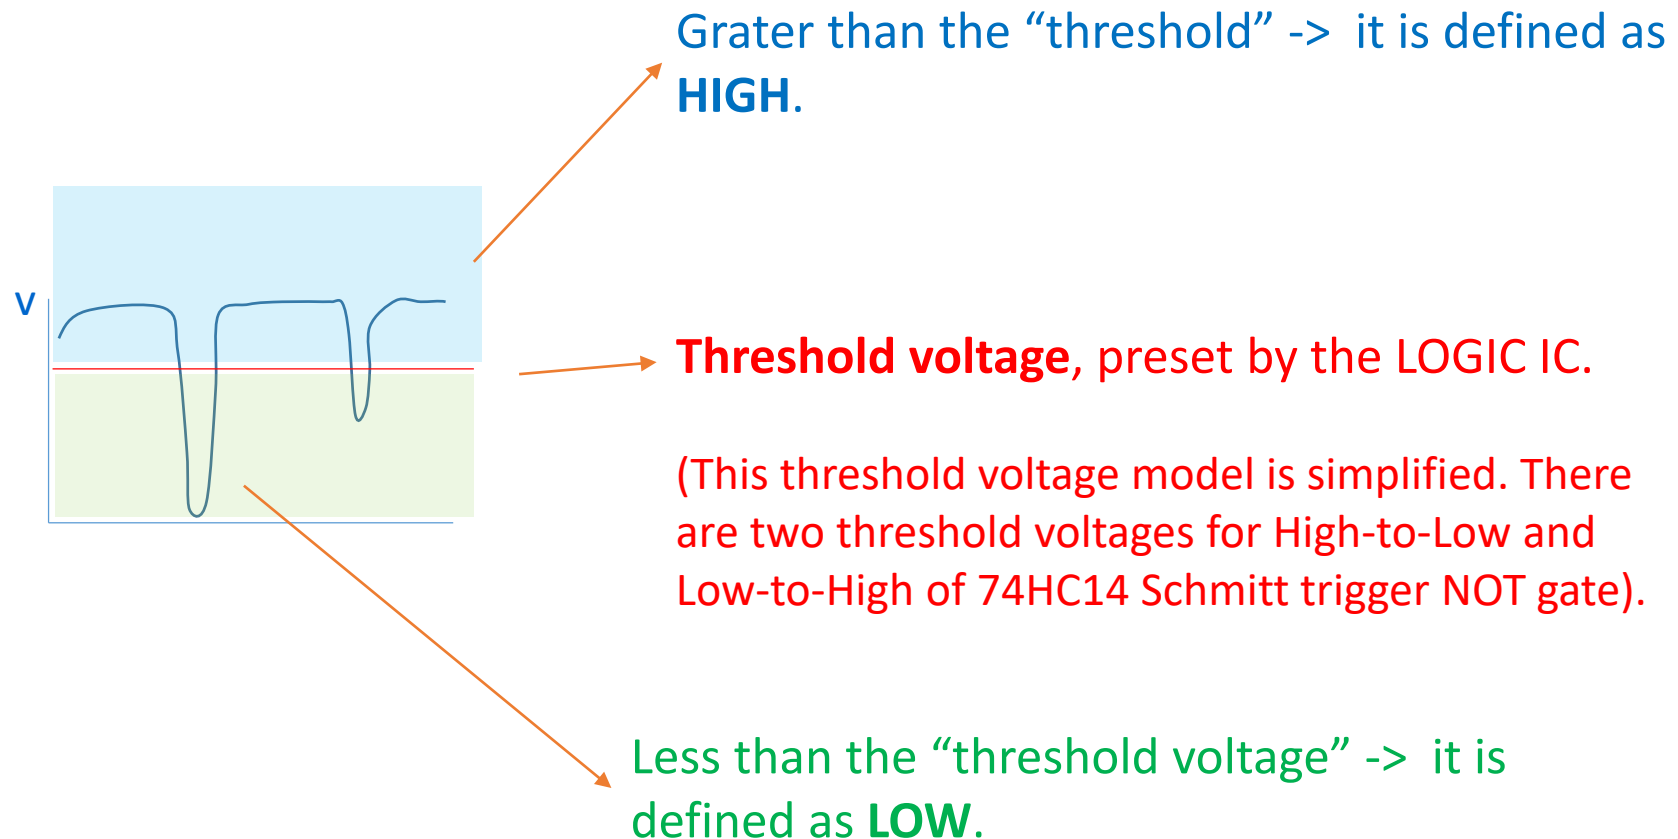 Grater than the “threshold” -> it is defined as
HIGH.
V
Threshold voltage, preset by the LOGIC IC.
(This threshold voltage model is simplified. There
are two threshold voltages for High-to-Low and
Low-to-High of 74HC14 Schmitt trigger NOT gate).
Less than the “threshold voltage” -> it is
defined as LOW.